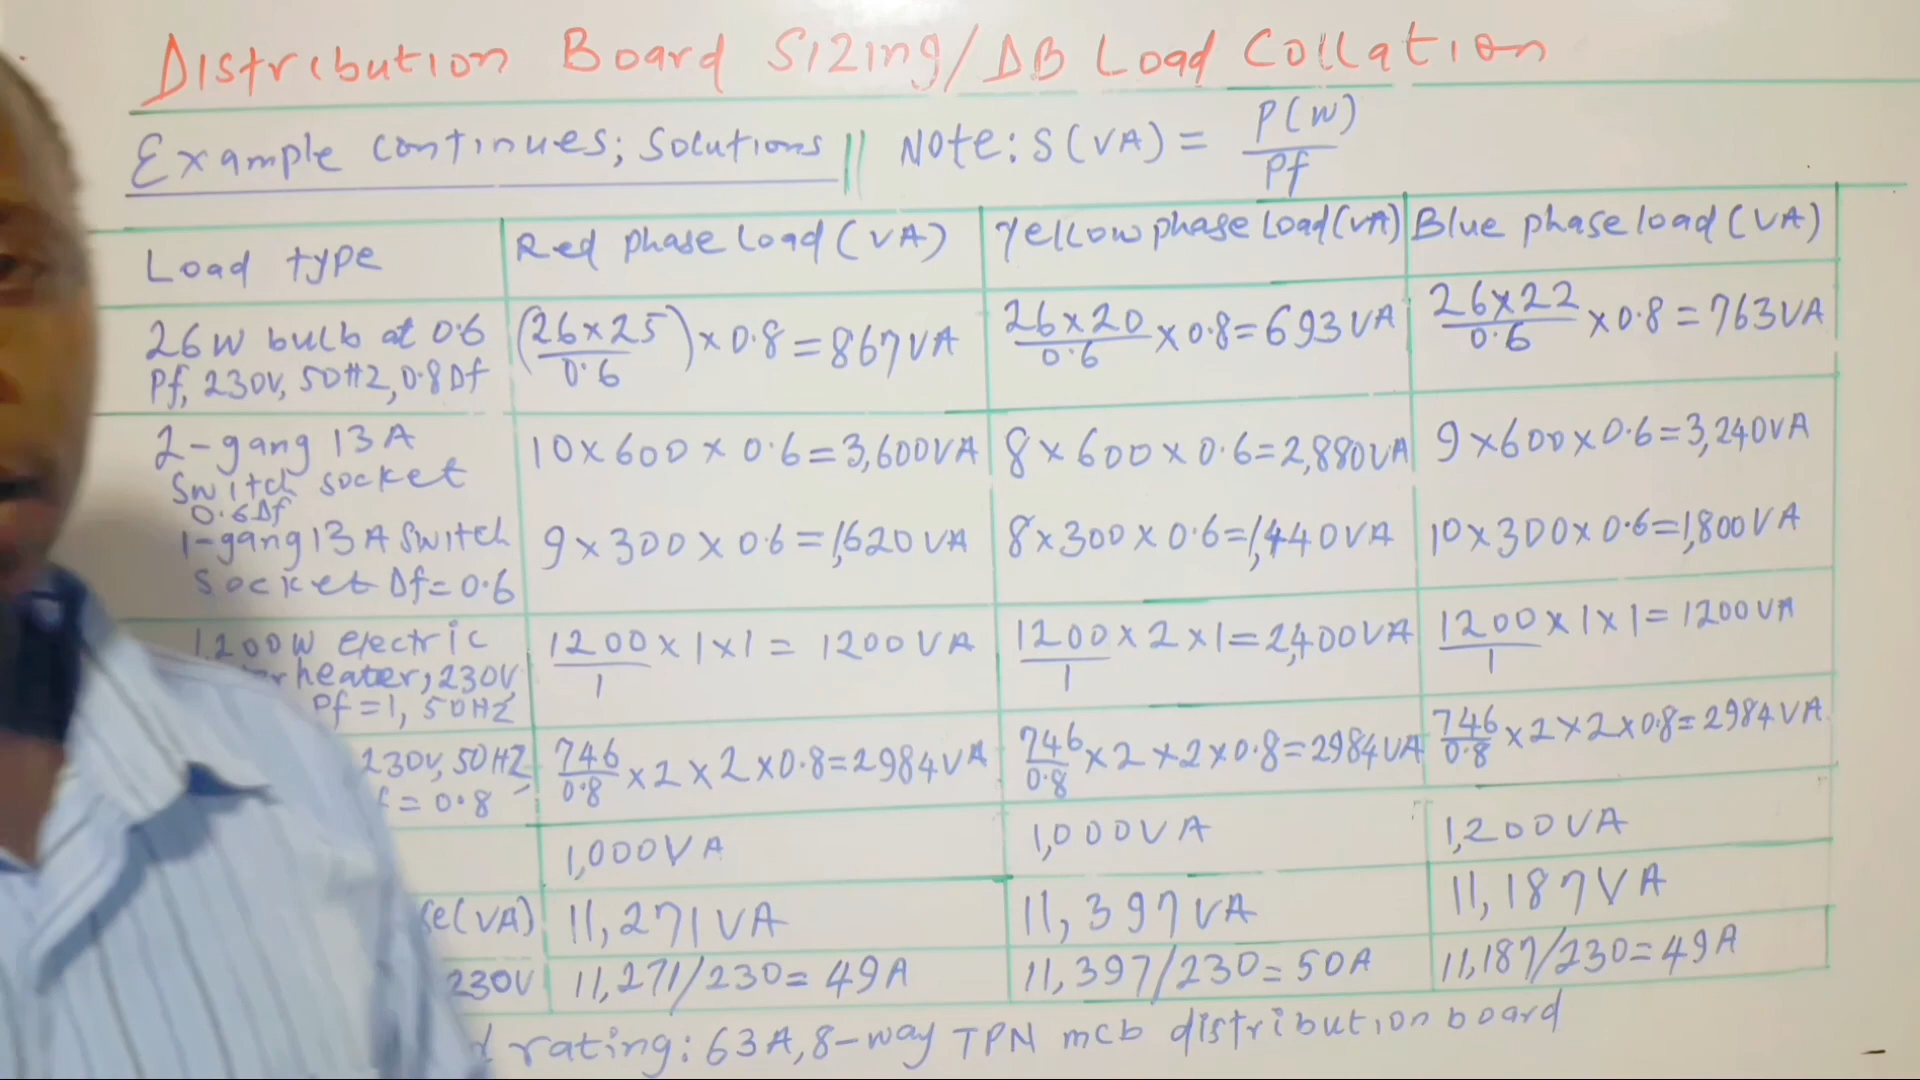 Distribution Board Sizing/DB Load Collation
Example continues; Solutions || Note: S(VA) = P(W)/Pf
Load type
Red phase Load (VA)
Yellow phase Load (VA)
Blue phase load (VA)
26W bulb at 0.6
Pf, 230V, 50HZ, 0.8 Df
(26x25/0.6) x 0.8 = 867VA
26x20/0.6 x 0.8 = 693VA
26x22/0.6 x 0.8 = 763VA
2-gang 13A
Switch socket
0.6 Df
10 x 600 x 0.6 = 3,600VA
8 x 600 x 0.6 = 2,880VA
9 x 600 x 0.6 = 3,240VA
1-gang 13A Switch
Socket Df = 0.6
9 x 300 x 0.6 = 1,620VA
8 x 300 x 0.6 = 1,440VA
10 x 300 x 0.6 = 1,800VA
1200W electric
heater, 230V,
Pf = 1, 50HZ
1200/1 x 1 x 1 = 1200VA
1200/1 x 2 x 1 = 2,400VA
1200/1 x 1 x 1 = 1200VA
230V, 50HZ
= 0.8
746/0.8 x 2 x 2 x 0.8 = 2984VA
746/0.8 x 2 x 2 x 0.8 = 2984VA
746/0.8 x 2 x 2 x 0.8 = 2984VA
1,000VA
1,000VA
1,200VA
(VA)
11,271VA
11,397VA
11,187VA
230V
11,271/230 = 49A
11,397/230 = 50A
11,187/230 = 49A
rating: 63A, 8-way TPN mcb distribution board